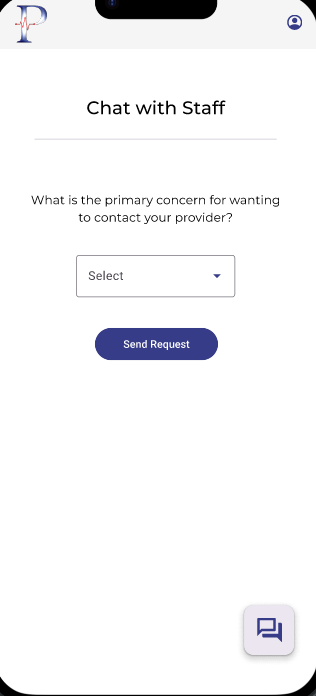 P
Chat with Staff
What is the primary concern for wanting
to contact your provider?
Select
Send Request